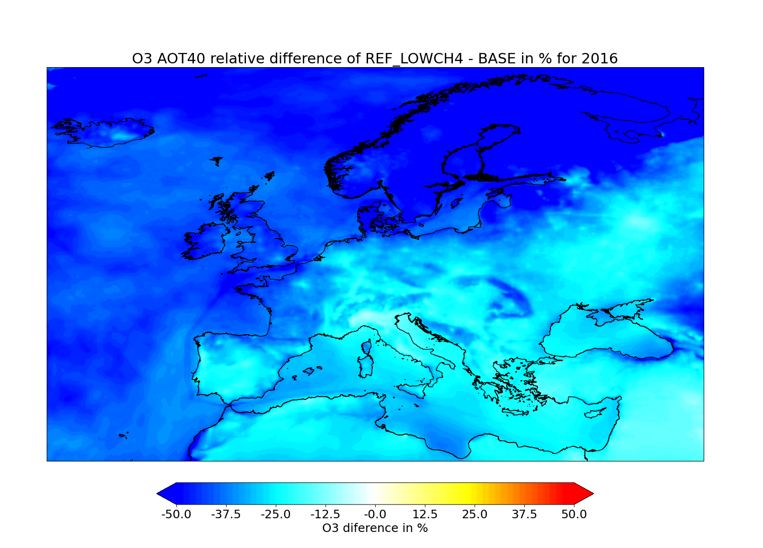 O3 AOT40 relative difference of REF_LOWCH4 - BASE in % for 2016
-50.0 -37.5 -25.0 -12.5 -0.0 12.5 25.0 37.5 50.0
O3 diference in %